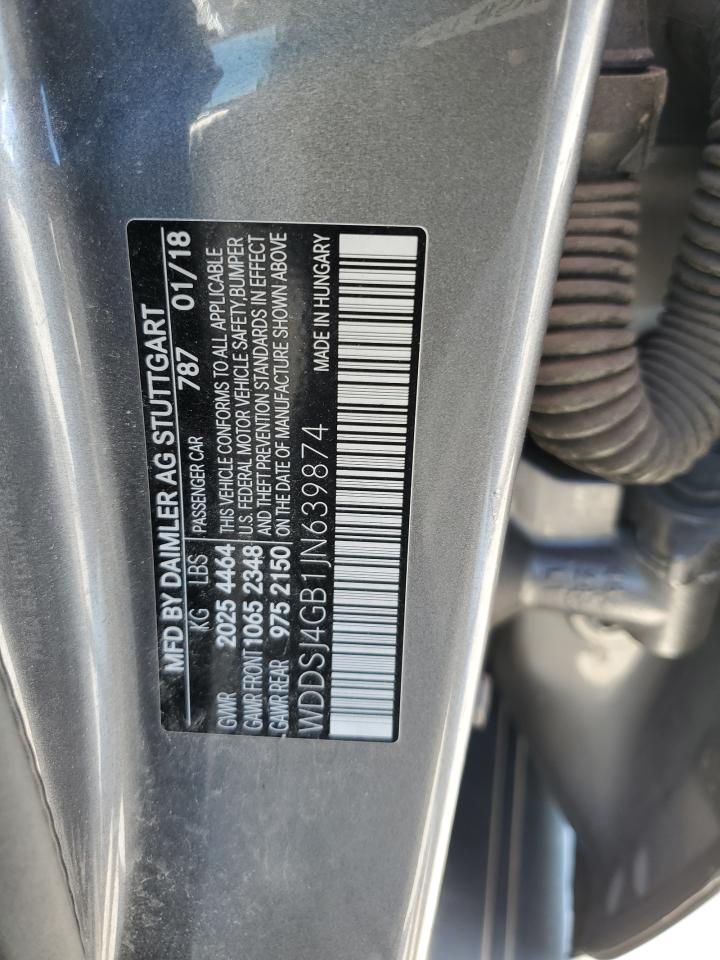 MFD BY DAIMLER AG STUTTGART
KG LBS PASSENGER CAR 787 01/18
GWWR 2025 4464 THIS VEHICLE CONFORMS TO ALL APPLICABLE
GAWR FRONT 1065 2348 U.S. FEDERAL MOTOR VEHICLE SAFETY,BUMPER
GAWR REAR 975 2150 AND THEFT PREVENTION STANDARDS IN EFFECT
ON THE DATE OF MANUFACTURE SHOWN ABOVE
WDDSJ4GB1JN639874 MADE IN HUNGARY